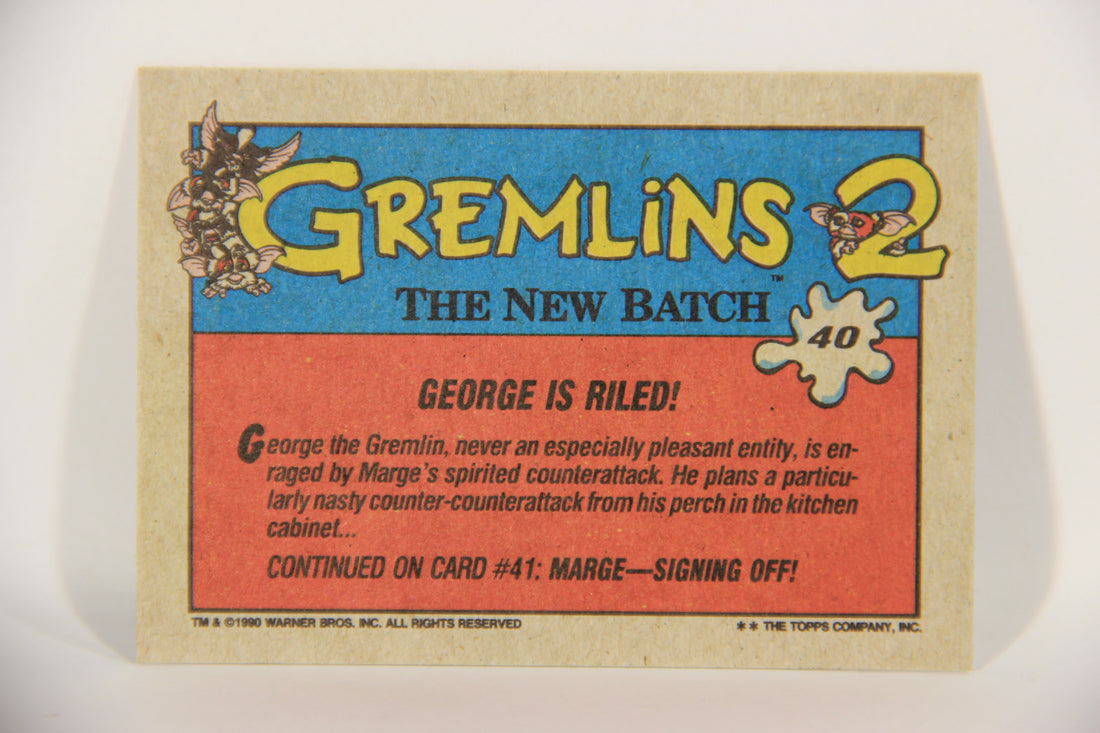 GREMLiNS 2
™
THE NEW BATCH
40
GEORGE IS RILED!
George the Gremlin, never an especially pleasant entity, is en-
raged by Marge's spirited counterattack. He plans a particu-
larly nasty counter-counterattack from his perch in the kitchen
cabinet...
CONTINUED ON CARD #41: MARGE—SIGNING OFF!
TM & ©1990 WARNER BROS. INC. ALL RIGHTS RESERVED
** THE TOPPS COMPANY, INC.